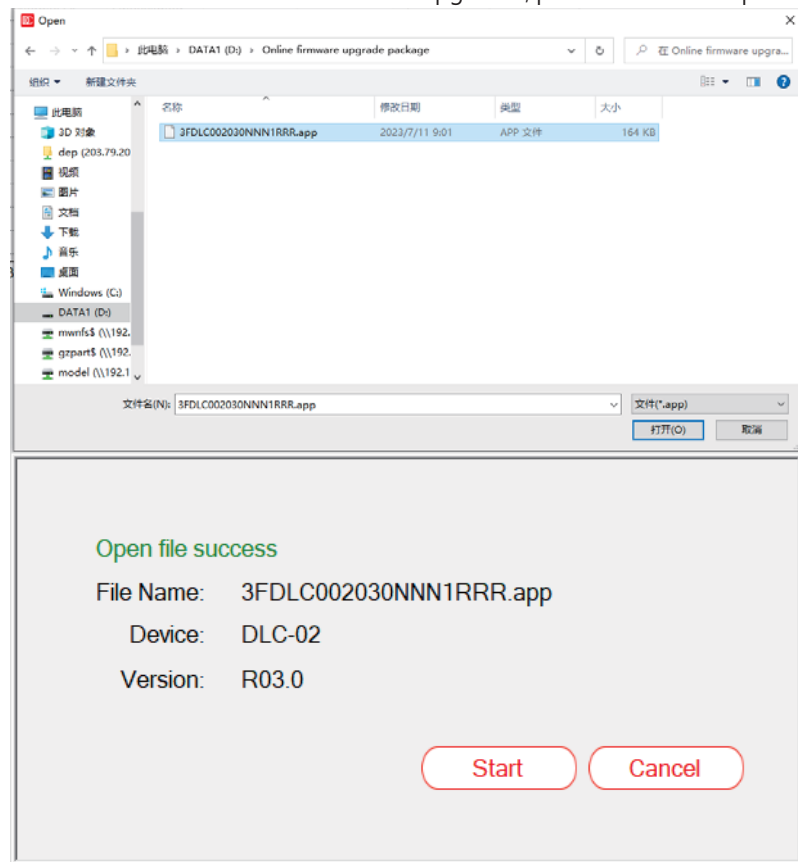 Open
此电脑 › DATA1 (D:) › Online firmware upgrade package
在 Online firmware upgra...
组织 新建文件夹
名称 修改日期 类型 大小
3FDLC002030NNN1RRR.app 2023/7/11 9:01 APP 文件 164 KB
此电脑
3D 对象
dep (203.79.20
视频
图片
文档
下载
音乐
桌面
Windows (C:)
DATA1 (D:)
mwnfs$ (\\192.
gzpart$ (\\192.
model (\\192.1
文件名(N): 3FDLC002030NNN1RRR.app 文件(*.app)
打开(O) 取消
Open file success
File Name: 3FDLC002030NNN1RRR.app
Device: DLC-02
Version: R03.0
Start Cancel